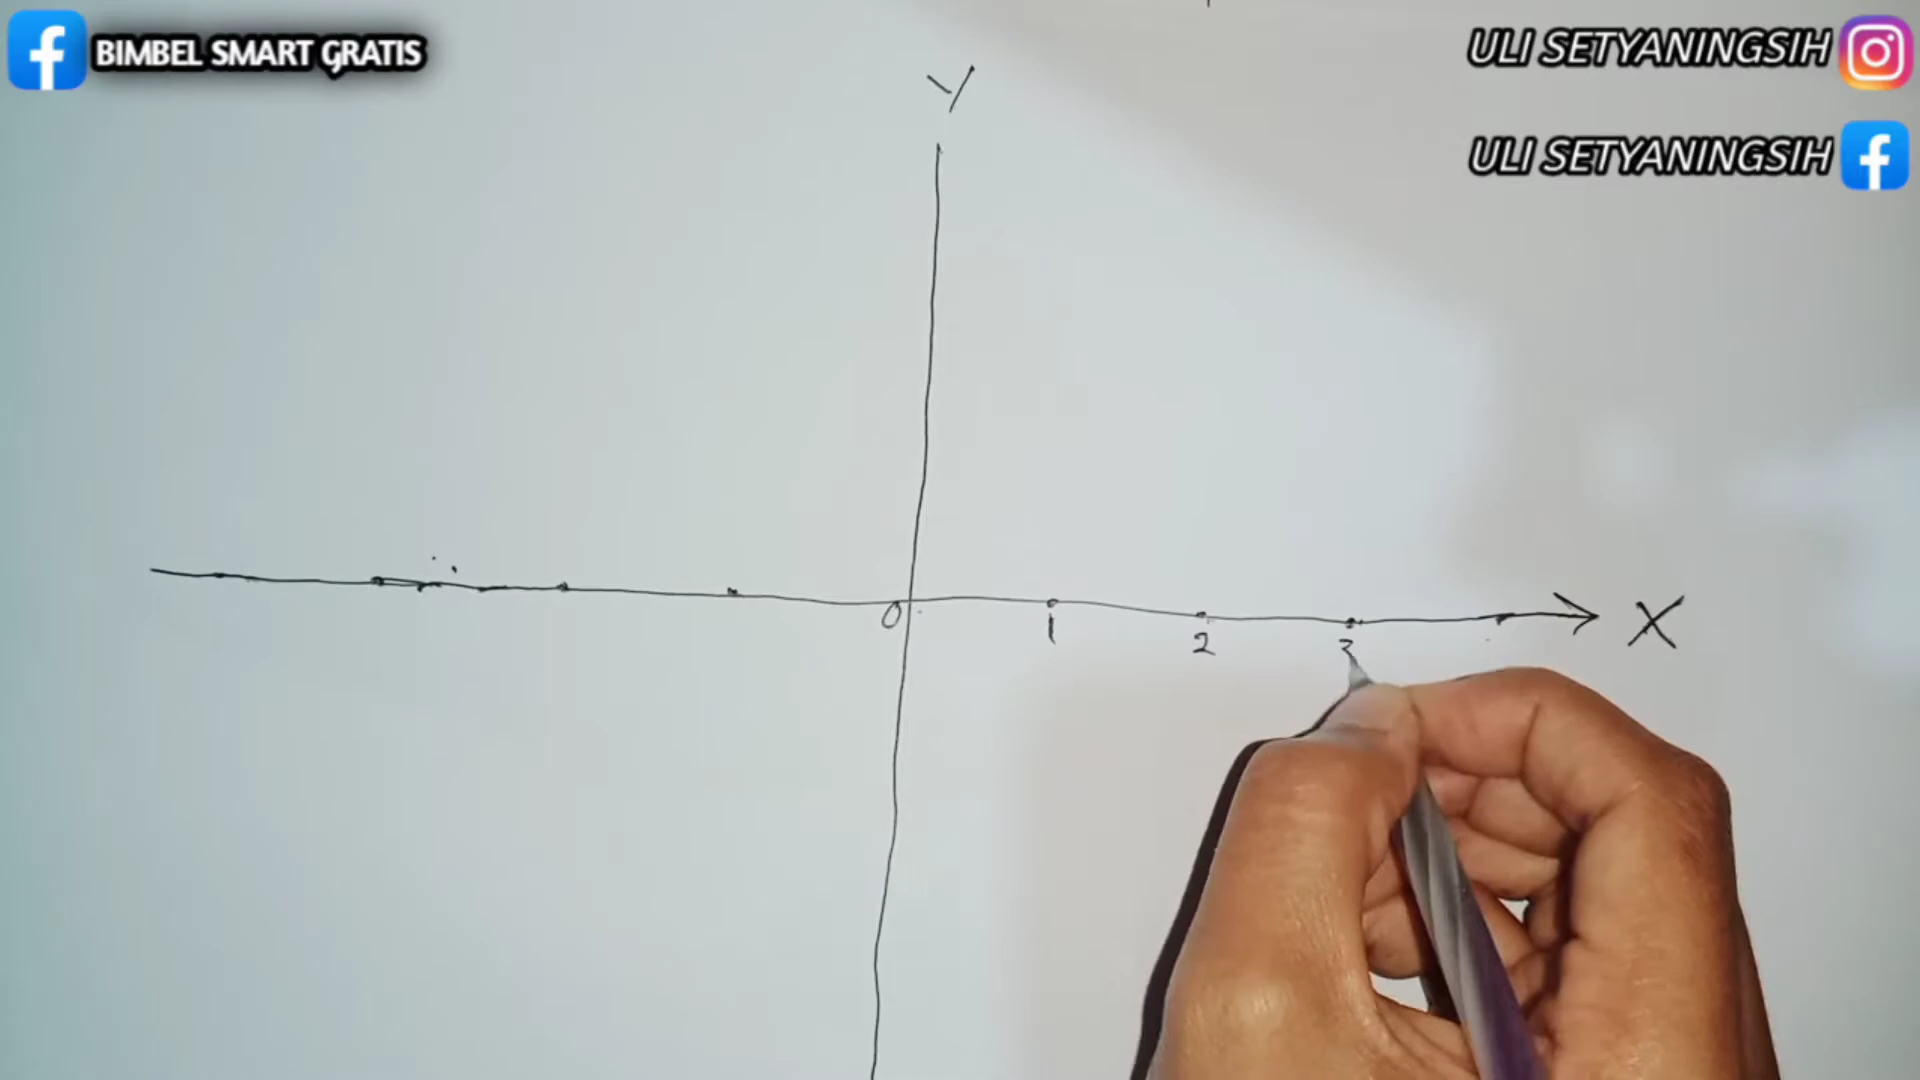 BIMBEL SMART GRATIS
ULI SETYANINGSIH
ULI SETYANINGSIH
Y
0 1 2 3 X